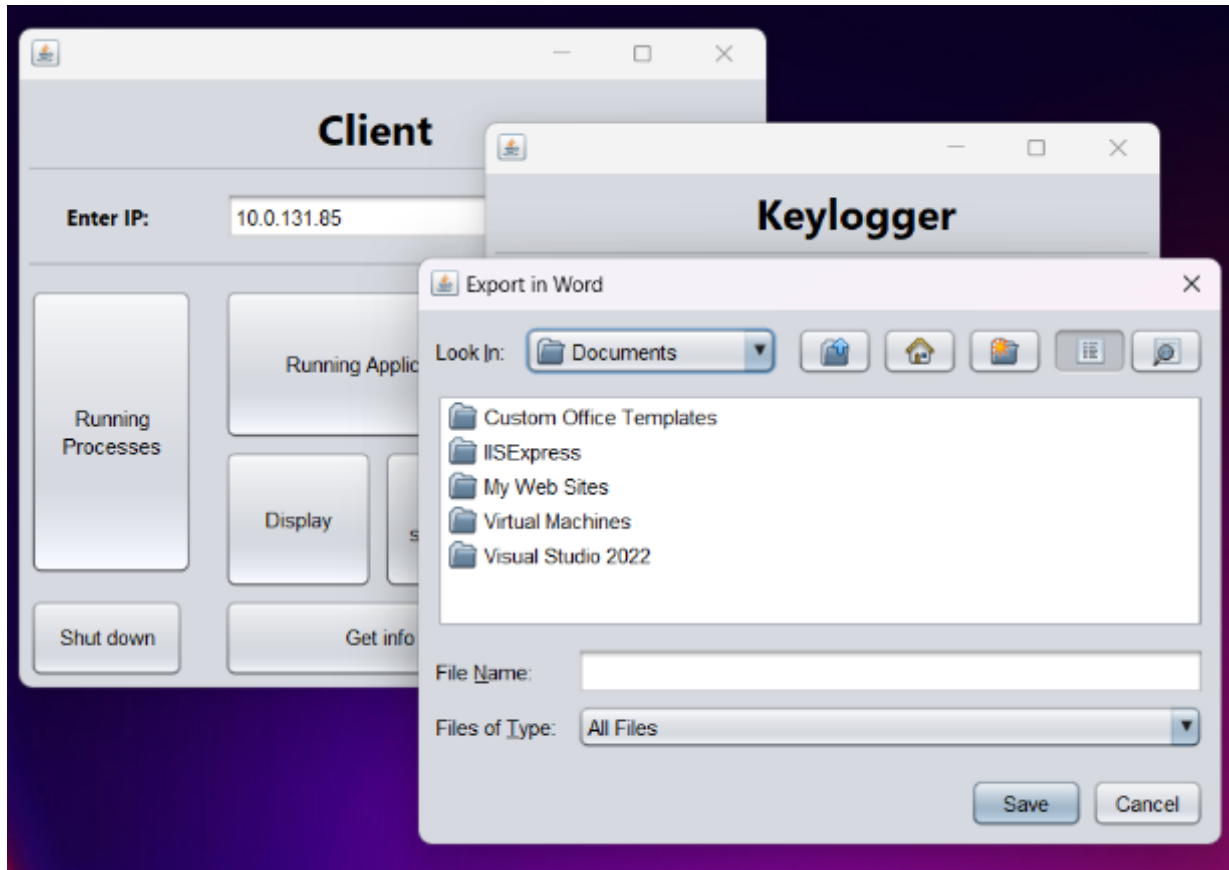 Client
Enter IP:
10.0.131.85
Running
Processes
Running Applic
Display
s
Shut down
Get info
Keylogger
Export in Word
Look In:
Documents
Custom Office Templates
IISExpress
My Web Sites
Virtual Machines
Visual Studio 2022
File Name:
Files of Type:
All Files
Save
Cancel